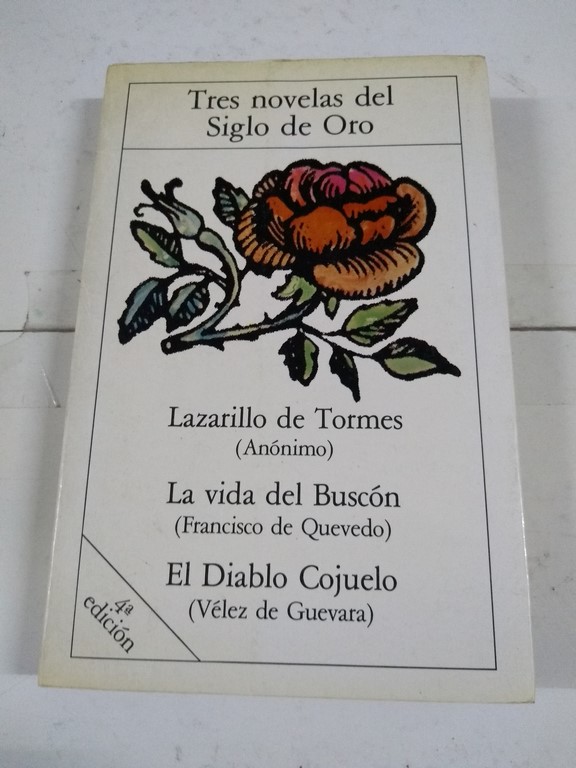 Tres novelas del
Siglo de Oro
Lazarillo de Tormes
(Anónimo)
La vida del Buscón
(Francisco de Quevedo)
El Diablo Cojuelo
(Vélez de Guevara)
4ª
edición